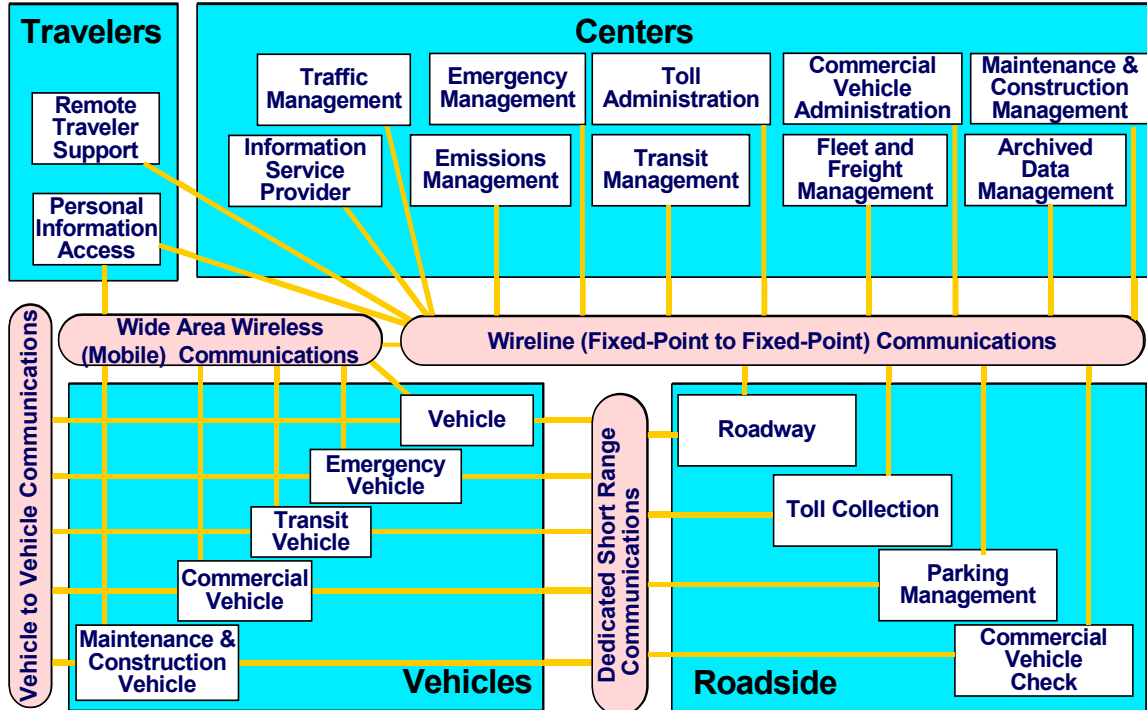 Travelers
Remote
Traveler
Support
Personal
Information
Access
Centers
Traffic
Management
Emergency
Management
Toll
Administration
Commercial
Vehicle
Administration
Maintenance &
Construction
Management
Information
Service
Provider
Emissions
Management
Transit
Management
Fleet and
Freight
Management
Archived
Data
Management
Wide Area Wireless
(Mobile) Communications
Wireline (Fixed-Point to Fixed-Point) Communications
Vehicle to Vehicle Communications
Vehicle
Emergency
Vehicle
Transit
Vehicle
Commercial
Vehicle
Maintenance &
Construction
Vehicle
Vehicles
Dedicated Short Range
Communications
Roadway
Toll Collection
Parking
Management
Commercial
Vehicle
Check
Roadside